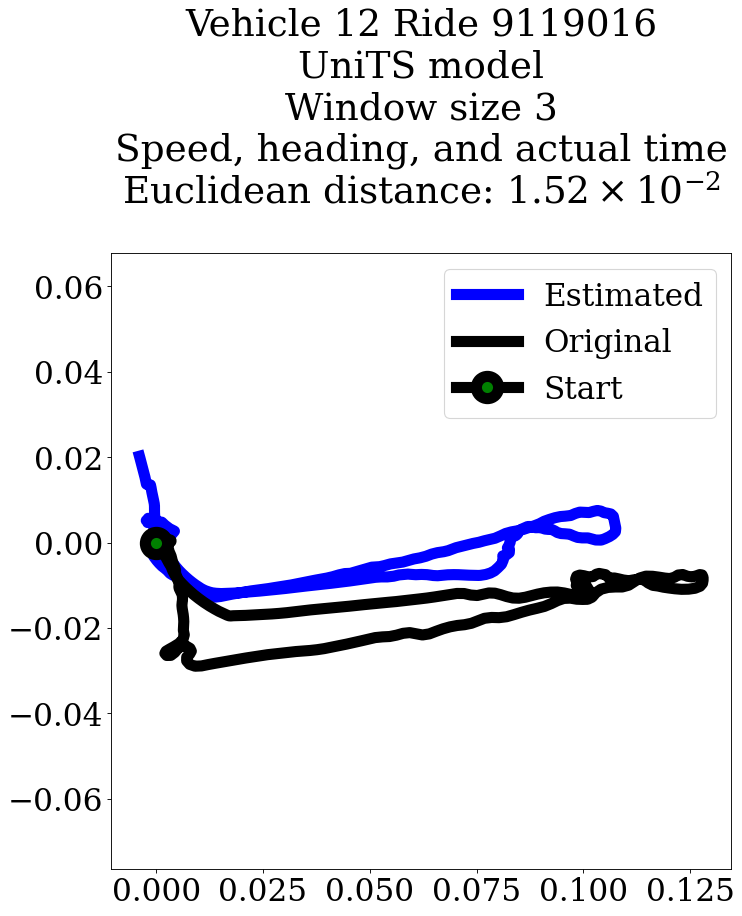 Vehicle 12 Ride 9119016
UniTS model
Window size 3
Speed, heading, and actual time
Euclidean distance: 1.52 × 10⁻²
Estimated
Original
Start
0.06
0.04
0.02
0.00
−0.02
−0.04
−0.06
0.000 0.025 0.050 0.075 0.100 0.125